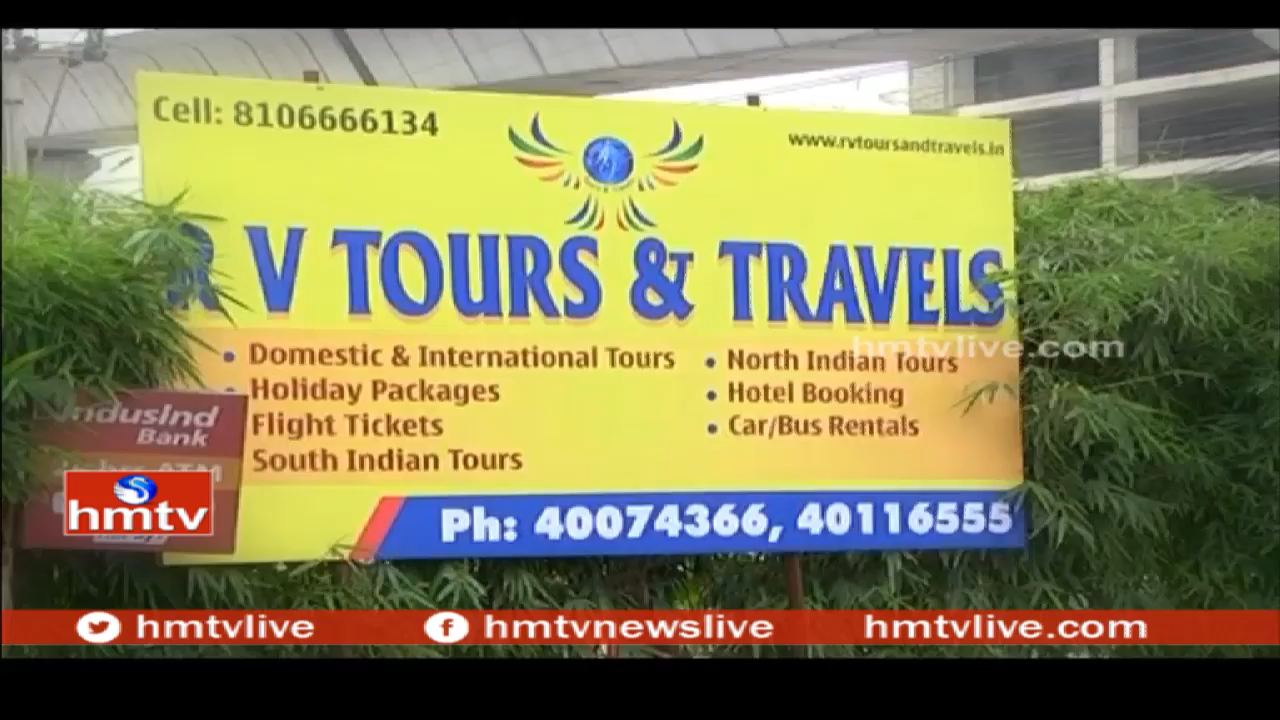 Cell: 8106666134
www.rvtoursandtravels.in
R V TOURS & TRAVELS
• Domestic & International Tours
• Holiday Packages
Flight Tickets
South Indian Tours
• North Indian Tours
• Hotel Booking
• Car/Bus Rentals
hmtvlive.com
IndusInd
Bank
ATM
hmtv
Ph: 40074366, 40116555
hmtvlive
hmtvnewslive
hmtvlive.com